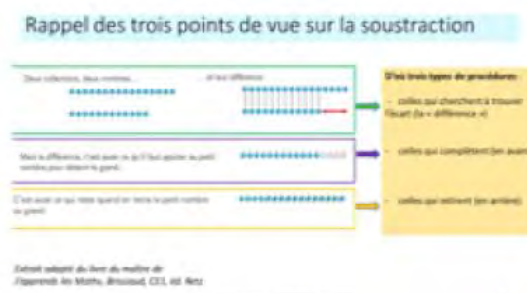 Rappel des trois points de vue sur la soustraction
Deux collections, deux nombres... ... et leur différence
Mais la différence, c'est aussi ce qu'il faut ajouter au petit
nombre pour obtenir le grand.
C'est aussi ce qui reste quand on retire le petit nombre
au grand.
D'où trois types de procédures
- celles qui cherchent à trouver
l'écart (la « différence »)
- celles qui complètent (en avant)
- celles qui retirent (en arrière)
Extrait adapté du livre du maître de
J'apprends les Maths, Brissiaud, CE1, éd. Retz